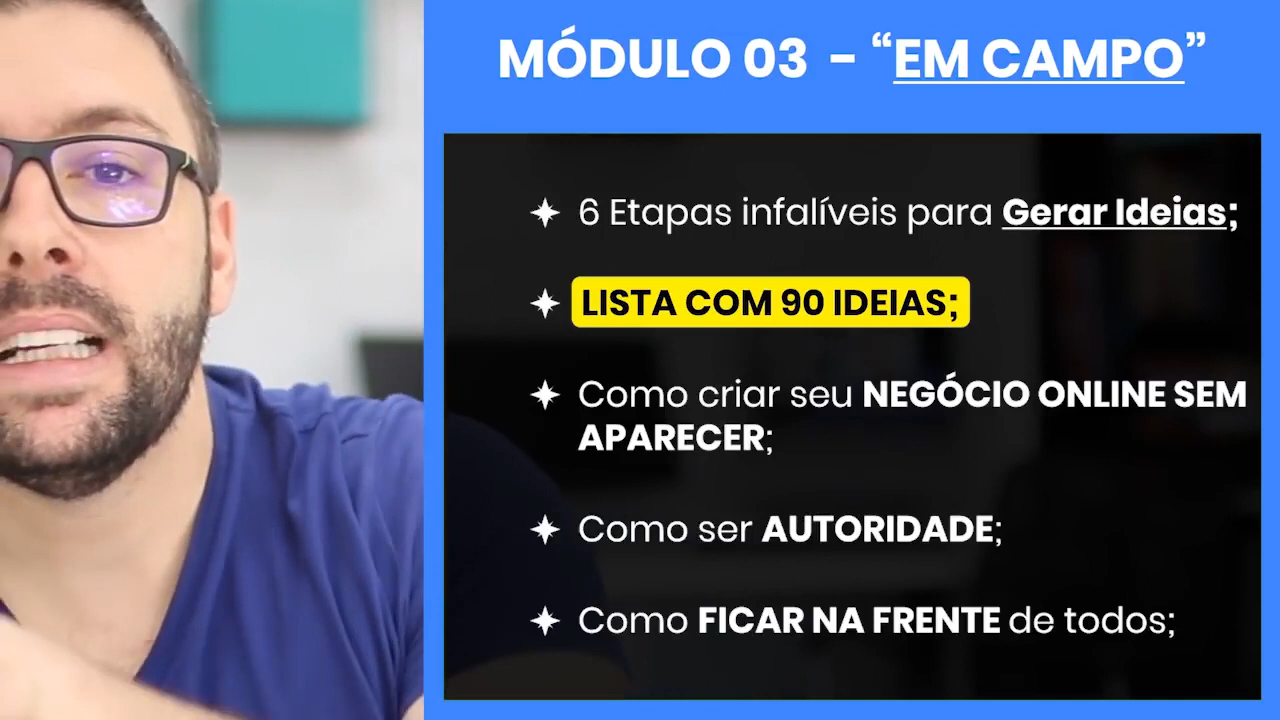 MÓDULO 03 - “EM CAMPO”
6 Etapas infalíveis para Gerar Ideias;
LISTA COM 90 IDEIAS;
Como criar seu NEGÓCIO ONLINE SEM
APARECER;
Como ser AUTORIDADE;
Como FICAR NA FRENTE de todos;